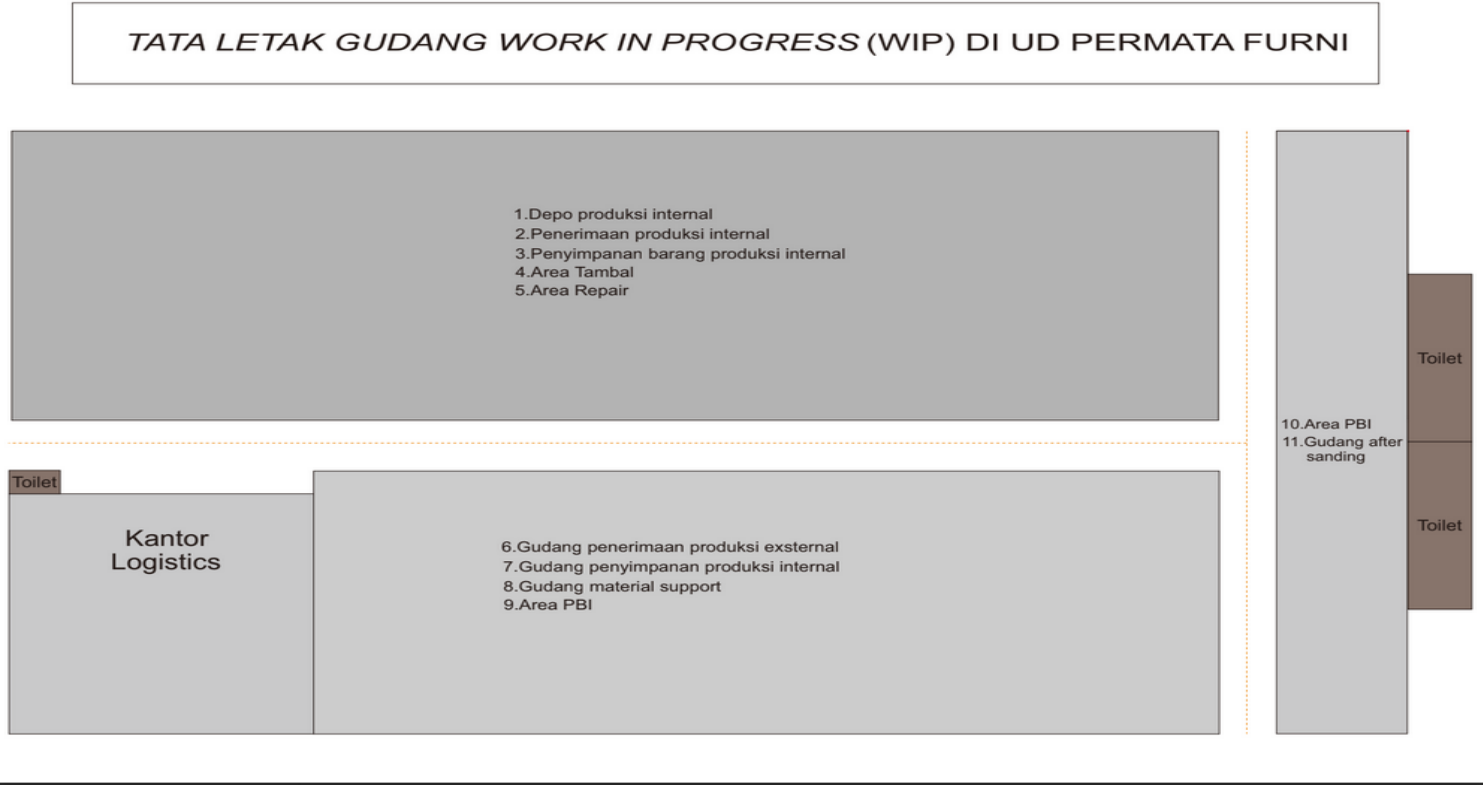 TATA LETAK GUDANG WORK IN PROGRESS (WIP) DI UD PERMATA FURNI
1.Depo produksi internal
2.Penerimaan produksi internal
3.Penyimpanan barang produksi internal
4.Area Tambal
5.Area Repair
Toilet
10.Area PBI
11.Gudang after
sanding
Toilet
Kantor
Logistics
6.Gudang penerimaan produksi exsternal
7.Gudang penyimpanan produksi internal
8.Gudang material support
9.Area PBI
Toilet